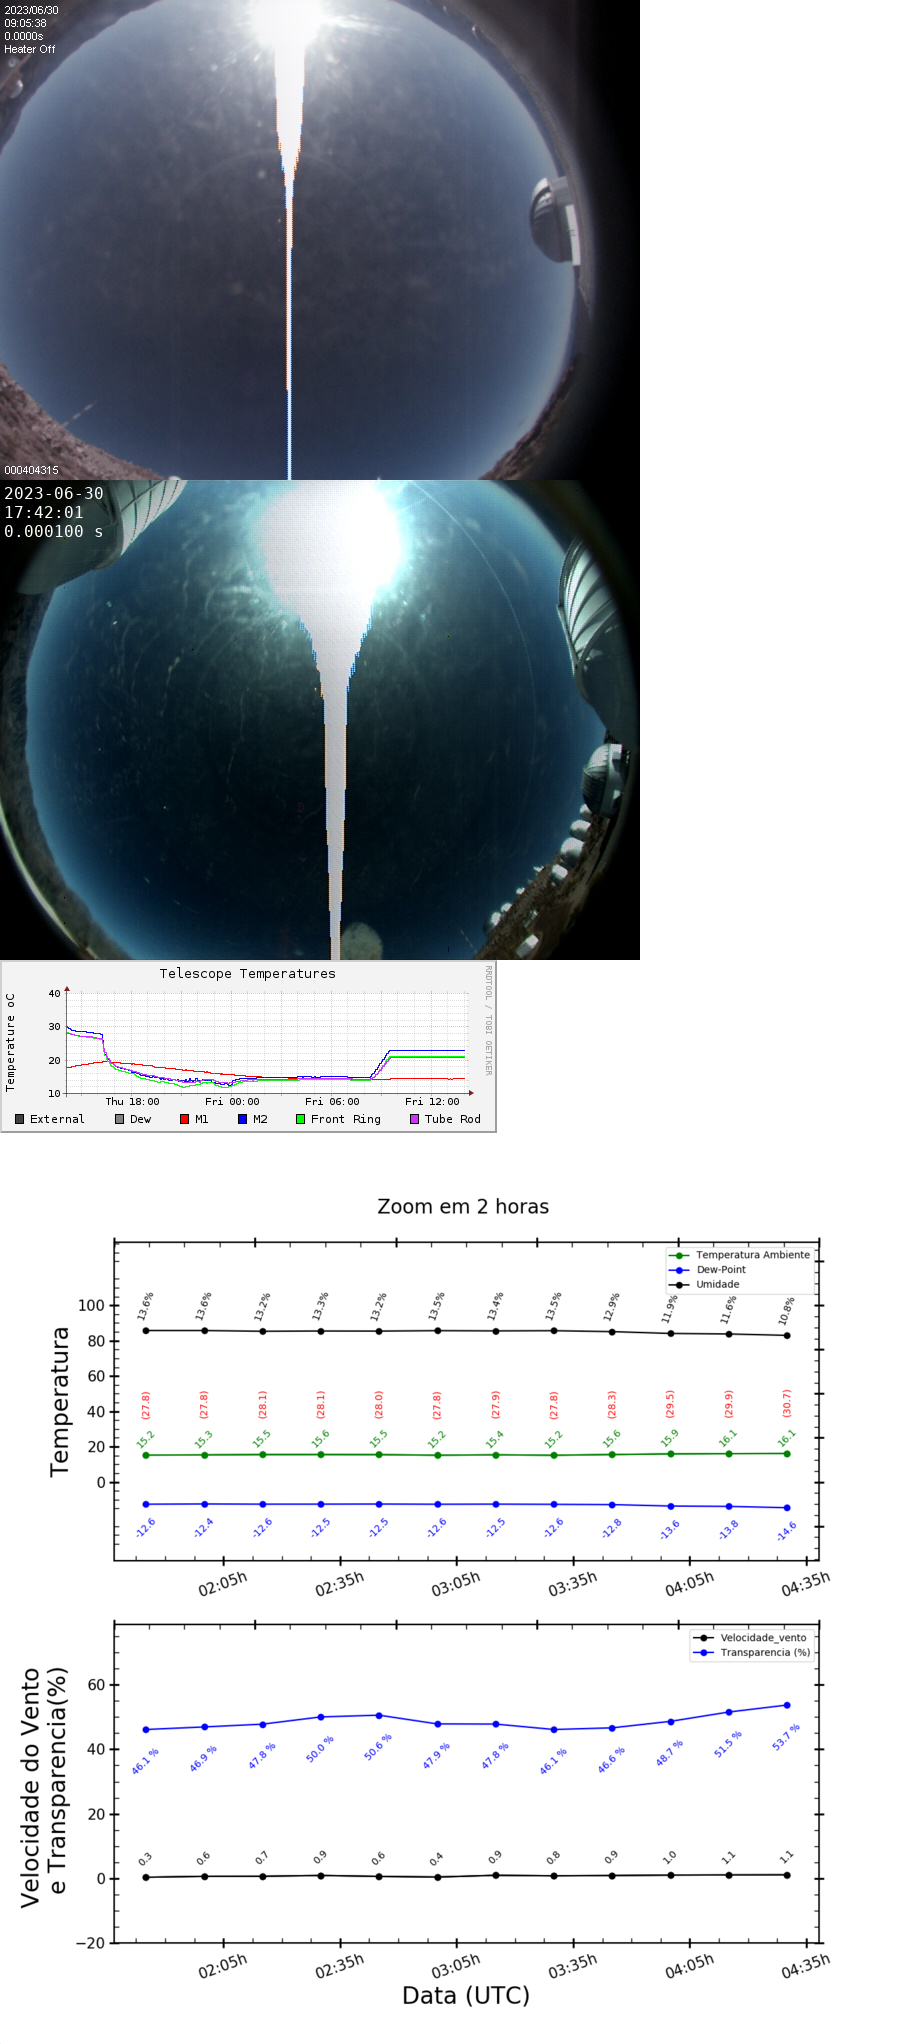 2023/06/30
09:05:38
0.0000s
Heater Off
000404315
2023-06-30
17:42:01
0.000100 s
Telescope Temperatures
RRDTOOL / TOBI OETIKER
Temperature oC
40
30
20
10
Thu 18:00 Fri 00:00 Fri 06:00 Fri 12:00
External Dew M1 M2 Front Ring Tube Rod
Zoom em 2 horas
Temperatura Ambiente
Dew-Point
Umidade
Temperatura
100
80
60
40
20
0
13.6% 13.6% 13.2% 13.3% 13.2% 13.5% 13.4% 13.5% 12.9% 11.9% 11.6% 10.8%
(27.8) (27.8) (28.1) (28.1) (28.0) (27.8) (27.9) (27.8) (28.3) (29.5) (29.9) (30.7)
15.2 15.3 15.5 15.6 15.5 15.2 15.4 15.2 15.6 15.9 16.1 16.1
-12.6 -12.4 -12.6 -12.5 -12.5 -12.6 -12.5 -12.6 -12.8 -13.6 -13.8 -14.6
02:05h 02:35h 03:05h 03:35h 04:05h 04:35h
Velocidade_vento
Transparencia (%)
Velocidade do Vento
e Transparencia(%)
60
40
20
0
−20
46.1 % 46.9 % 47.8 % 50.0 % 50.6 % 47.9 % 47.8 % 46.1 % 46.6 % 48.7 % 51.5 % 53.7 %
0.3 0.6 0.7 0.9 0.6 0.4 0.9 0.8 0.9 1.0 1.1 1.1
02:05h 02:35h 03:05h 03:35h 04:05h 04:35h
Data (UTC)